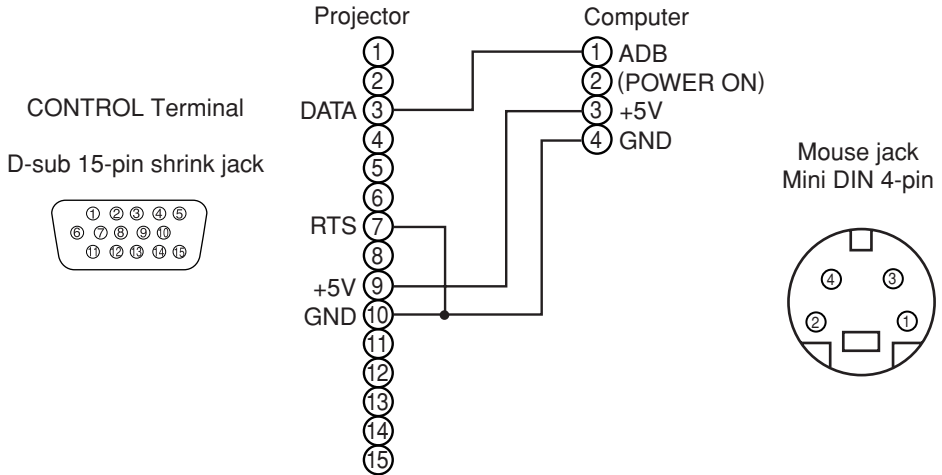 Projector
Computer
CONTROL Terminal
D-sub 15-pin shrink jack
① ② ③ ④ ⑤
⑥ ⑦ ⑧ ⑨ ⑩
⑪ ⑫ ⑬ ⑭ ⑮
①
②
DATA ③
④
⑤
⑥
RTS ⑦
⑧
+5V ⑨
GND ⑩
⑪
⑫
⑬
⑭
⑮
① ADB
② (POWER ON)
③ +5V
④ GND
Mouse jack
Mini DIN 4-pin
④ ③
② ①